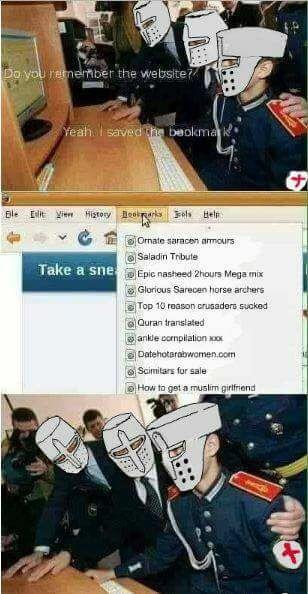 Do you remember the website?
Yeah. I saved the bookmark
File Edit View History Bookmarks Tools Help
Ornate saracen armours
Saladin Tribute
Take a snea
Epic nasheed 2hours Mega mix
Glorious Sarecen horse archers
Top 10 reason crusaders sucked
Quran translated
ankle compilation xxx
Datehotarabwomen.com
Scimitars for sale
How to get a muslim girlfriend